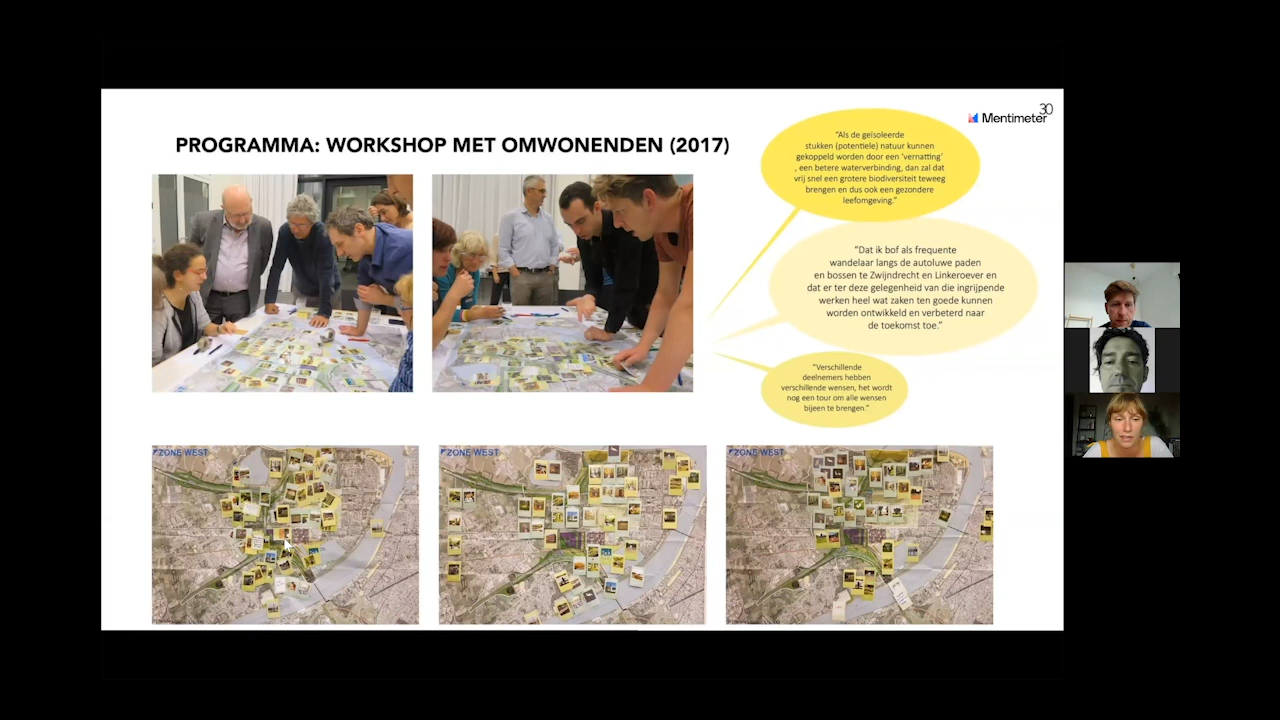 30
Mentimeter
PROGRAMMA: WORKSHOP MET OMWONENDEN (2017)
“Als de geïsoleerde
stukken (potentiele) natuur kunnen
gekoppeld worden door een ‘vernatting’
, een betere waterverbinding, dan zal dat
vrij snel een grotere biodiversiteit teweeg
brengen en dus ook een gezondere
leefomgeving.”
“Dat ik bof als frequente
wandelaar langs de autoluwe paden
en bossen te Zwijndrecht en Linkeroever en
dat er ter deze gelegenheid van die ingrijpende
werken heel wat zaken ten goede kunnen
worden ontwikkeld en verbeterd naar
de toekomst toe.”
“Verschillende
deelnemers hebben
verschillende wensen, het wordt
nog een tour om alle wensen
bijeen te brengen.”
ZONE WEST
ZONE WEST
ZONE WEST